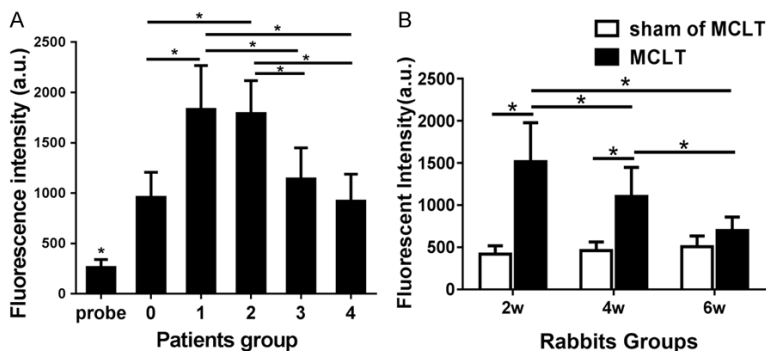 A
Fluorescence intensity (a.u.)
2500
2000
1500
1000
500
0
*
*
*
*
*
*
*
probe 0 1 2 3 4
Patients group
B
sham of MCLT
MCLT
Fluorescent Intensity(a.u.)
2500
2000
1500
1000
500
0
*
*
*
*
*
2w 4w 6w
Rabbits Groups